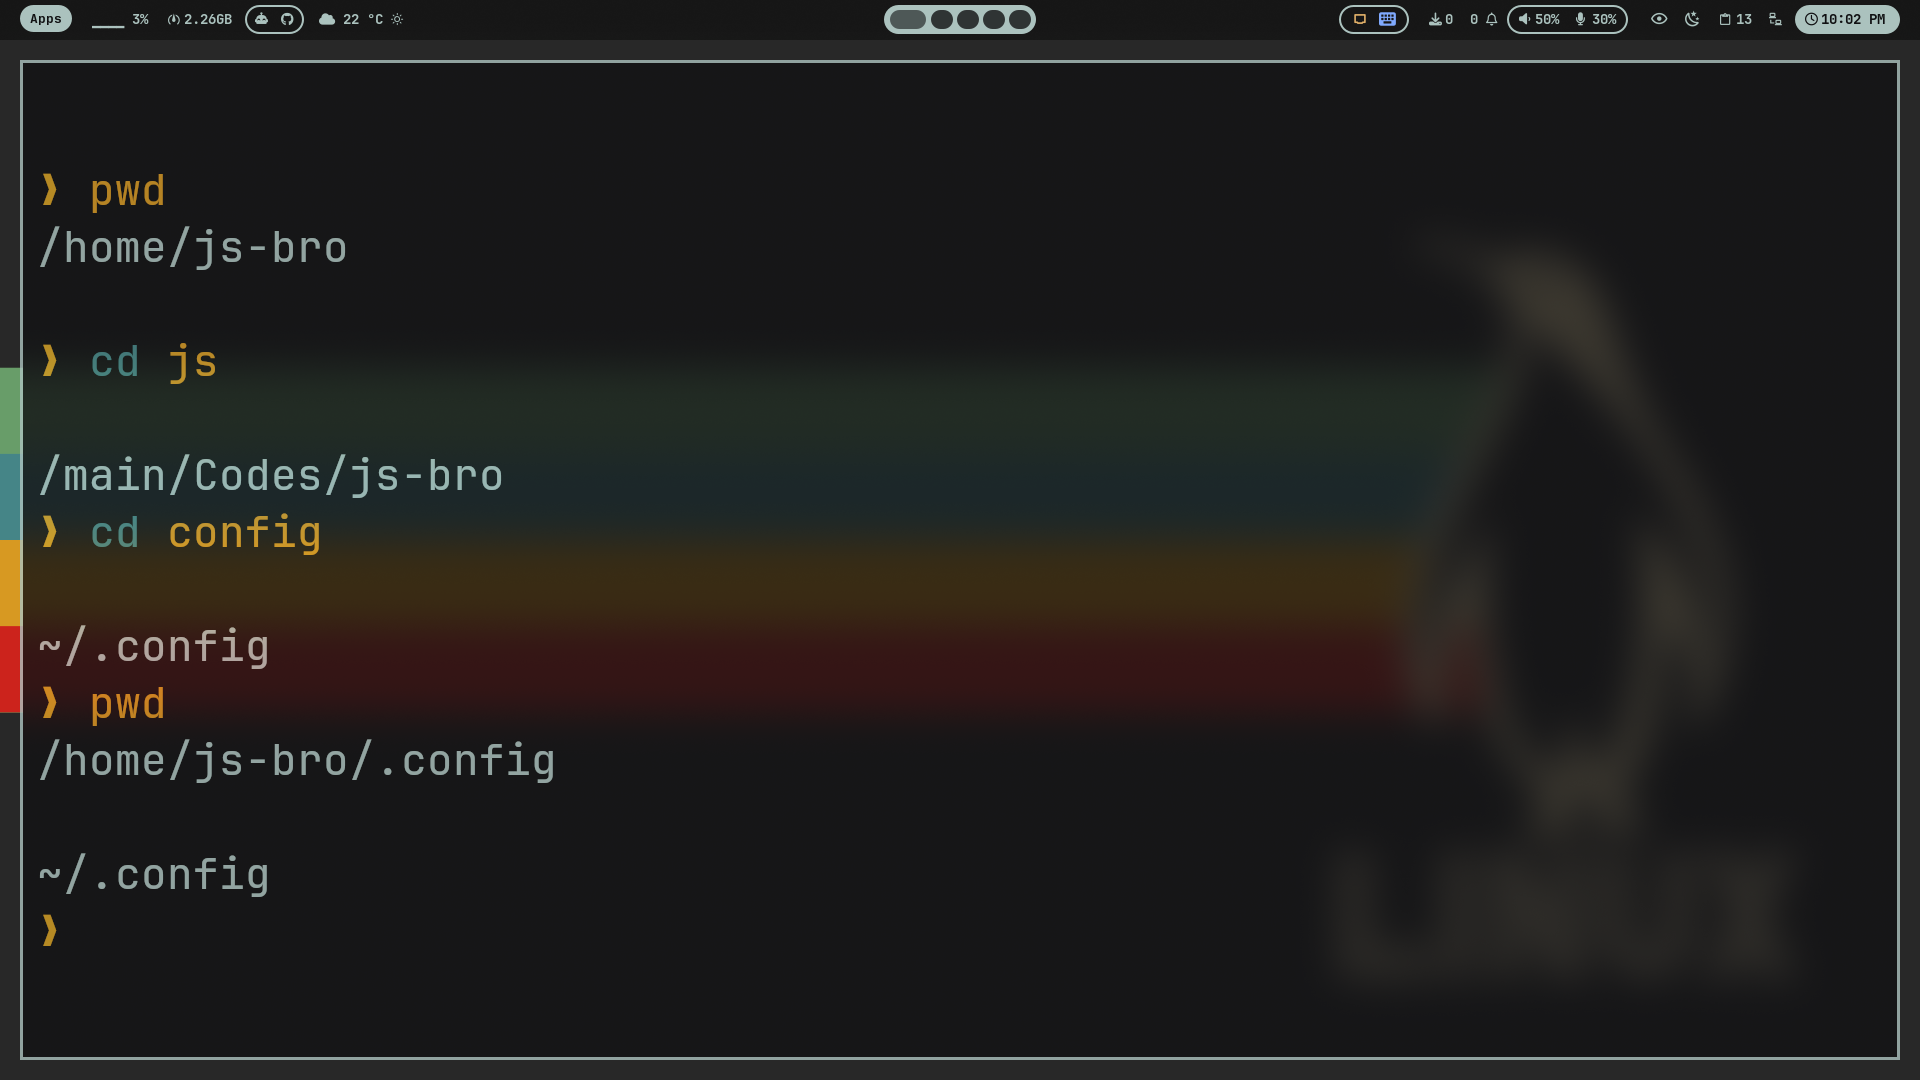 Apps 3% 2.26GB 22 °C 0 0 50% 30% 13 10:02 PM
❱ pwd
/home/js-bro
❱ cd js
/main/Codes/js-bro
❱ cd config
~/.config
❱ pwd
/home/js-bro/.config
~/.config
❱
LINUX